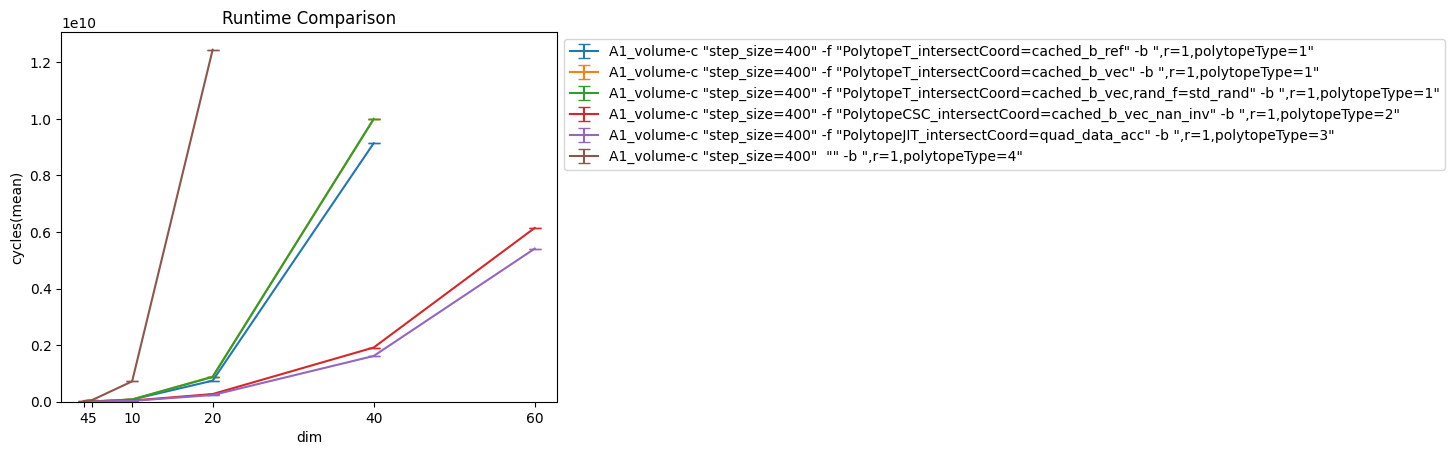 Runtime Comparison
1e10
1.2
1.0
0.8
0.6
0.4
0.2
0.0
cycles(mean)
4 5 10 20 40 60
dim
A1_volume-c "step_size=400" -f "PolytopeT_intersectCoord=cached_b_ref" -b ",r=1,polytopeType=1"
A1_volume-c "step_size=400" -f "PolytopeT_intersectCoord=cached_b_vec" -b ",r=1,polytopeType=1"
A1_volume-c "step_size=400" -f "PolytopeT_intersectCoord=cached_b_vec,rand_f=std_rand" -b ",r=1,polytopeType=1"
A1_volume-c "step_size=400" -f "PolytopeCSC_intersectCoord=cached_b_vec_nan_inv" -b ",r=1,polytopeType=2"
A1_volume-c "step_size=400" -f "PolytopeJIT_intersectCoord=quad_data_acc" -b ",r=1,polytopeType=3"
A1_volume-c "step_size=400"  "" -b ",r=1,polytopeType=4"